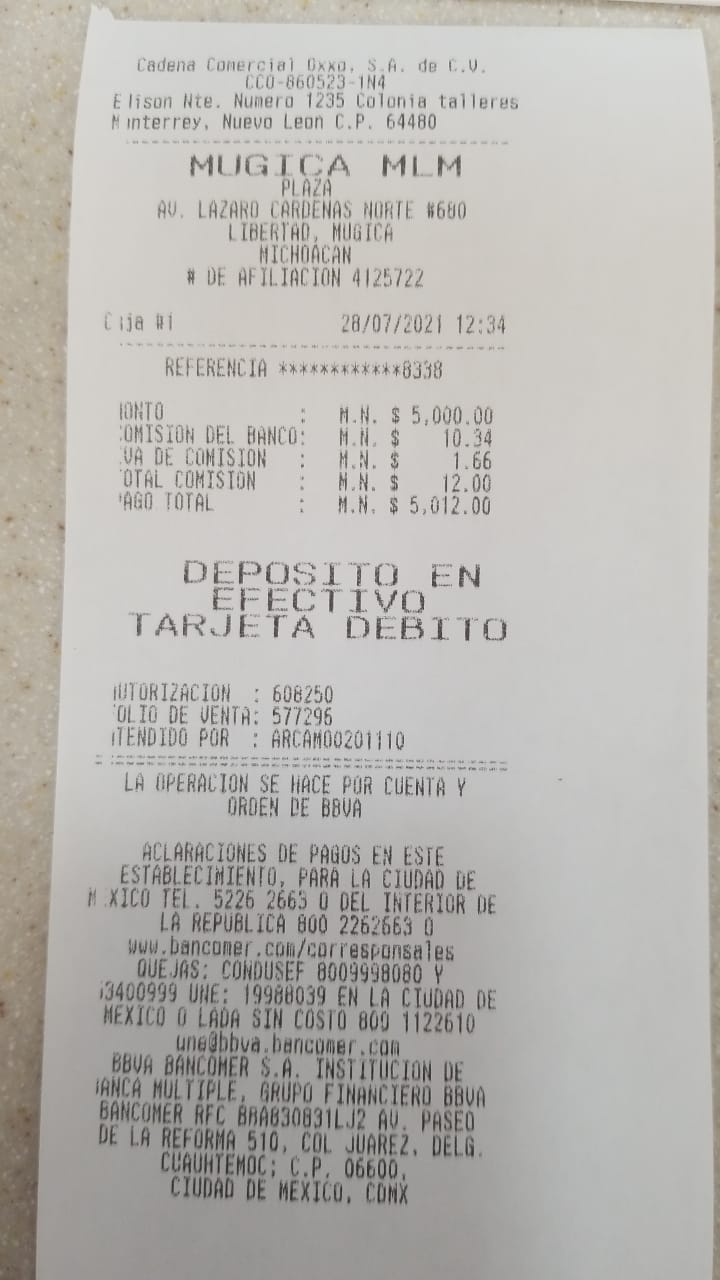 Cadena Comercial Oxxo, S.A. de C.V.
CCO-860523-1N4
E lison Nte. Numero 1235 Colonia talleres
M nterrey, Nuevo Leon C.P. 64480
MUGICA MLM
PLAZA
AV. LAZARO CARDENAS NORTE #680
LIBERTAD, MUGICA
MICHOACAN
# DE AFILIACION 4125722
C ja #1 28/07/2021 12:34
REFERENCIA ************8338
MONTO : M.N. $ 5,000.00
COMISION DEL BANCO: M.N. $ 10.34
IVA DE COMISION : M.N. $ 1.66
TOTAL COMISION : M.N. $ 12.00
PAGO TOTAL : M.N. $ 5,012.00
DEPOSITO EN
EFECTIVO
TARJETA DEBITO
AUTORIZACION : 608250
FOLIO DE VENTA: 577296
ATENDIDO POR : ARCAM00201110
LA OPERACION SE HACE POR CUENTA Y
ORDEN DE BBVA
ACLARACIONES DE PAGOS EN ESTE
ESTABLECIMIENTO, PARA LA CIUDAD DE
M XICO TEL. 5226 2663 O DEL INTERIOR DE
LA REPUBLICA 800 2262663 O
www.bancomer.com/corresponsales
QUEJAS: CONDUSEF 8009998080 Y
53400999 UNE: 19988039 EN LA CIUDAD DE
MEXICO O LADA SIN COSTO 800 1122610
une@bbva.bancomer.com
BBVA BANCOMER S.A. INSTITUCION DE
BANCA MULTIPLE, GRUPO FINANCIERO BBVA
BANCOMER RFC BBA830831LJ2 AV. PASEO
DE LA REFORMA 510, COL JUAREZ, DELG.
CUAUHTEMOC; C.P. 06600,
CIUDAD DE MEXICO, CDMX